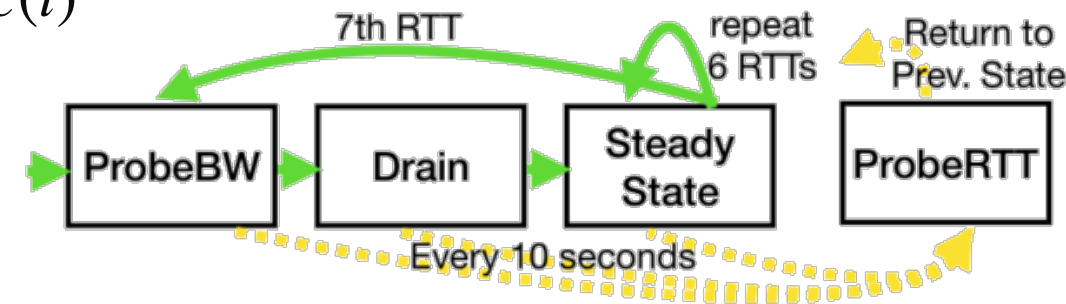 7th RTT
repeat
6 RTTs
Return to
Prev. State
ProbeBW
Drain
Steady
State
ProbeRTT
Every 10 seconds